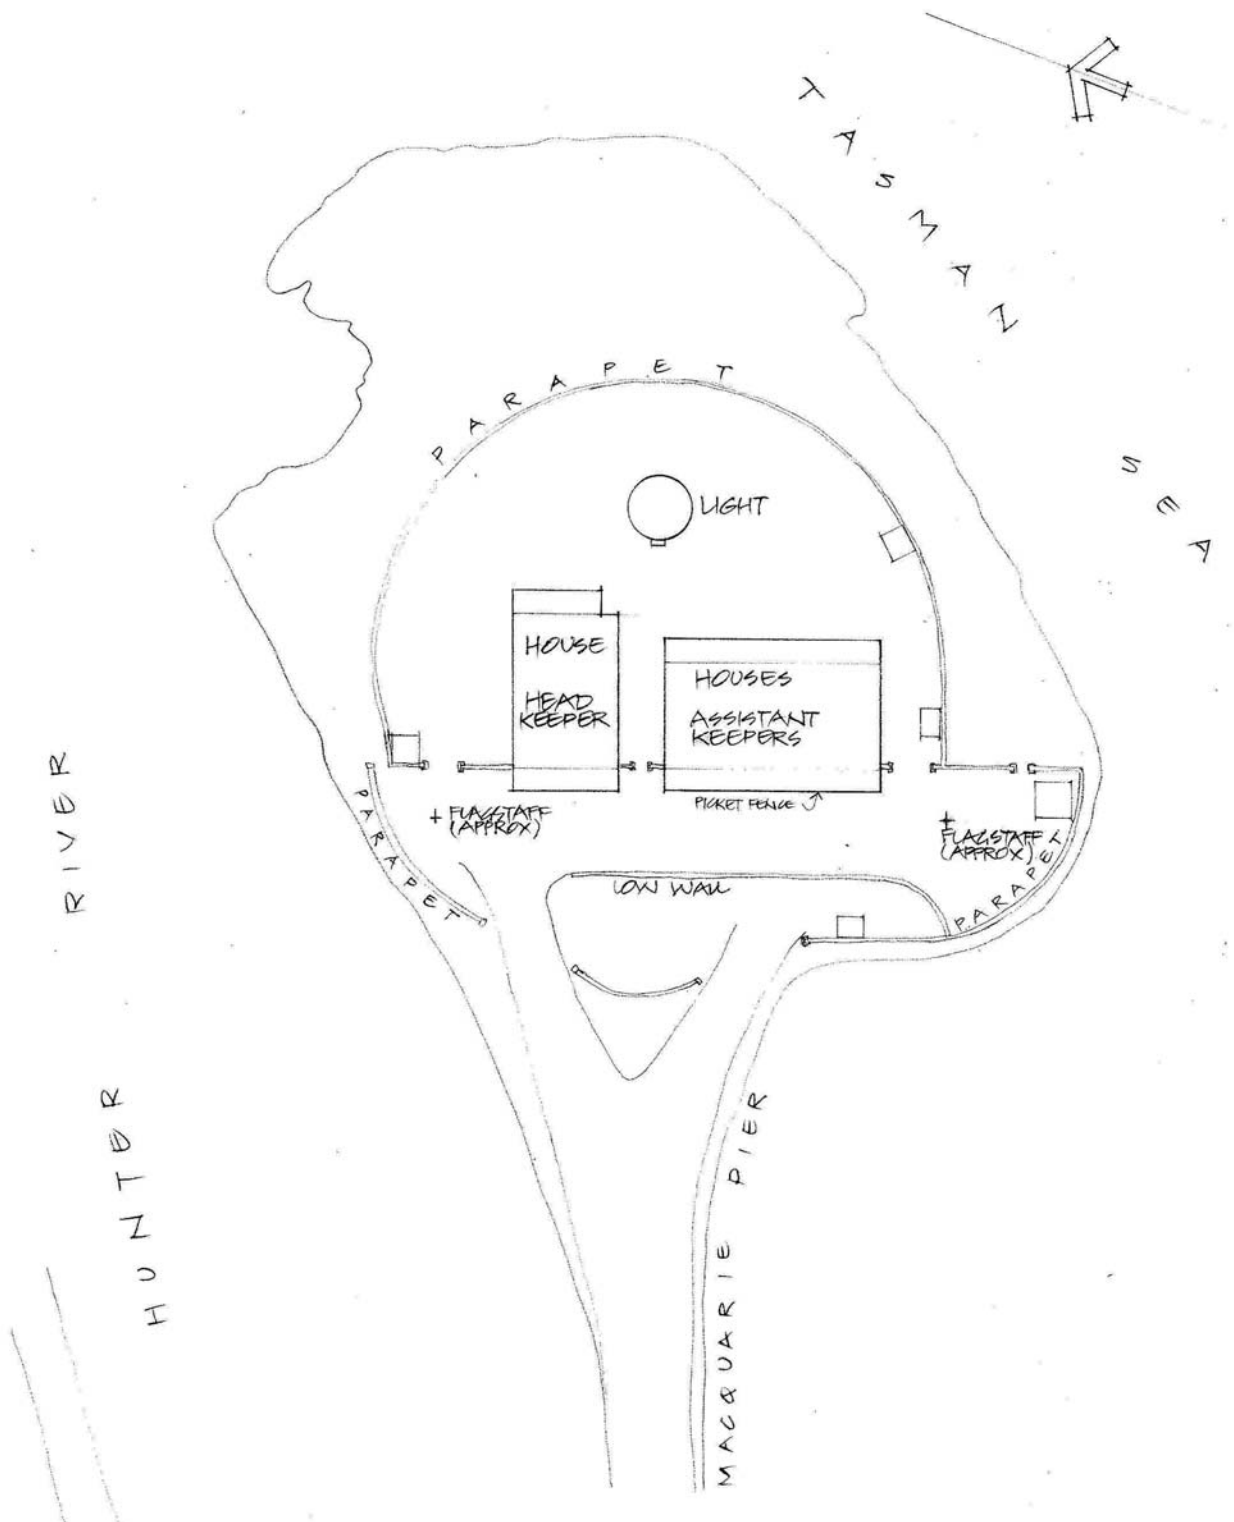 TASMAN SEA
PARAPET
LIGHT
HOUSE
HEAD
KEEPER
HOUSES
ASSISTANT
KEEPERS
PICKET FENCE
FLAGSTAFF
(APPROX)
FLAGSTAFF
(APPROX)
PARAPET
PARAPET
LOW WALL
RIVER
HUNTER
MACQUARIE PIER